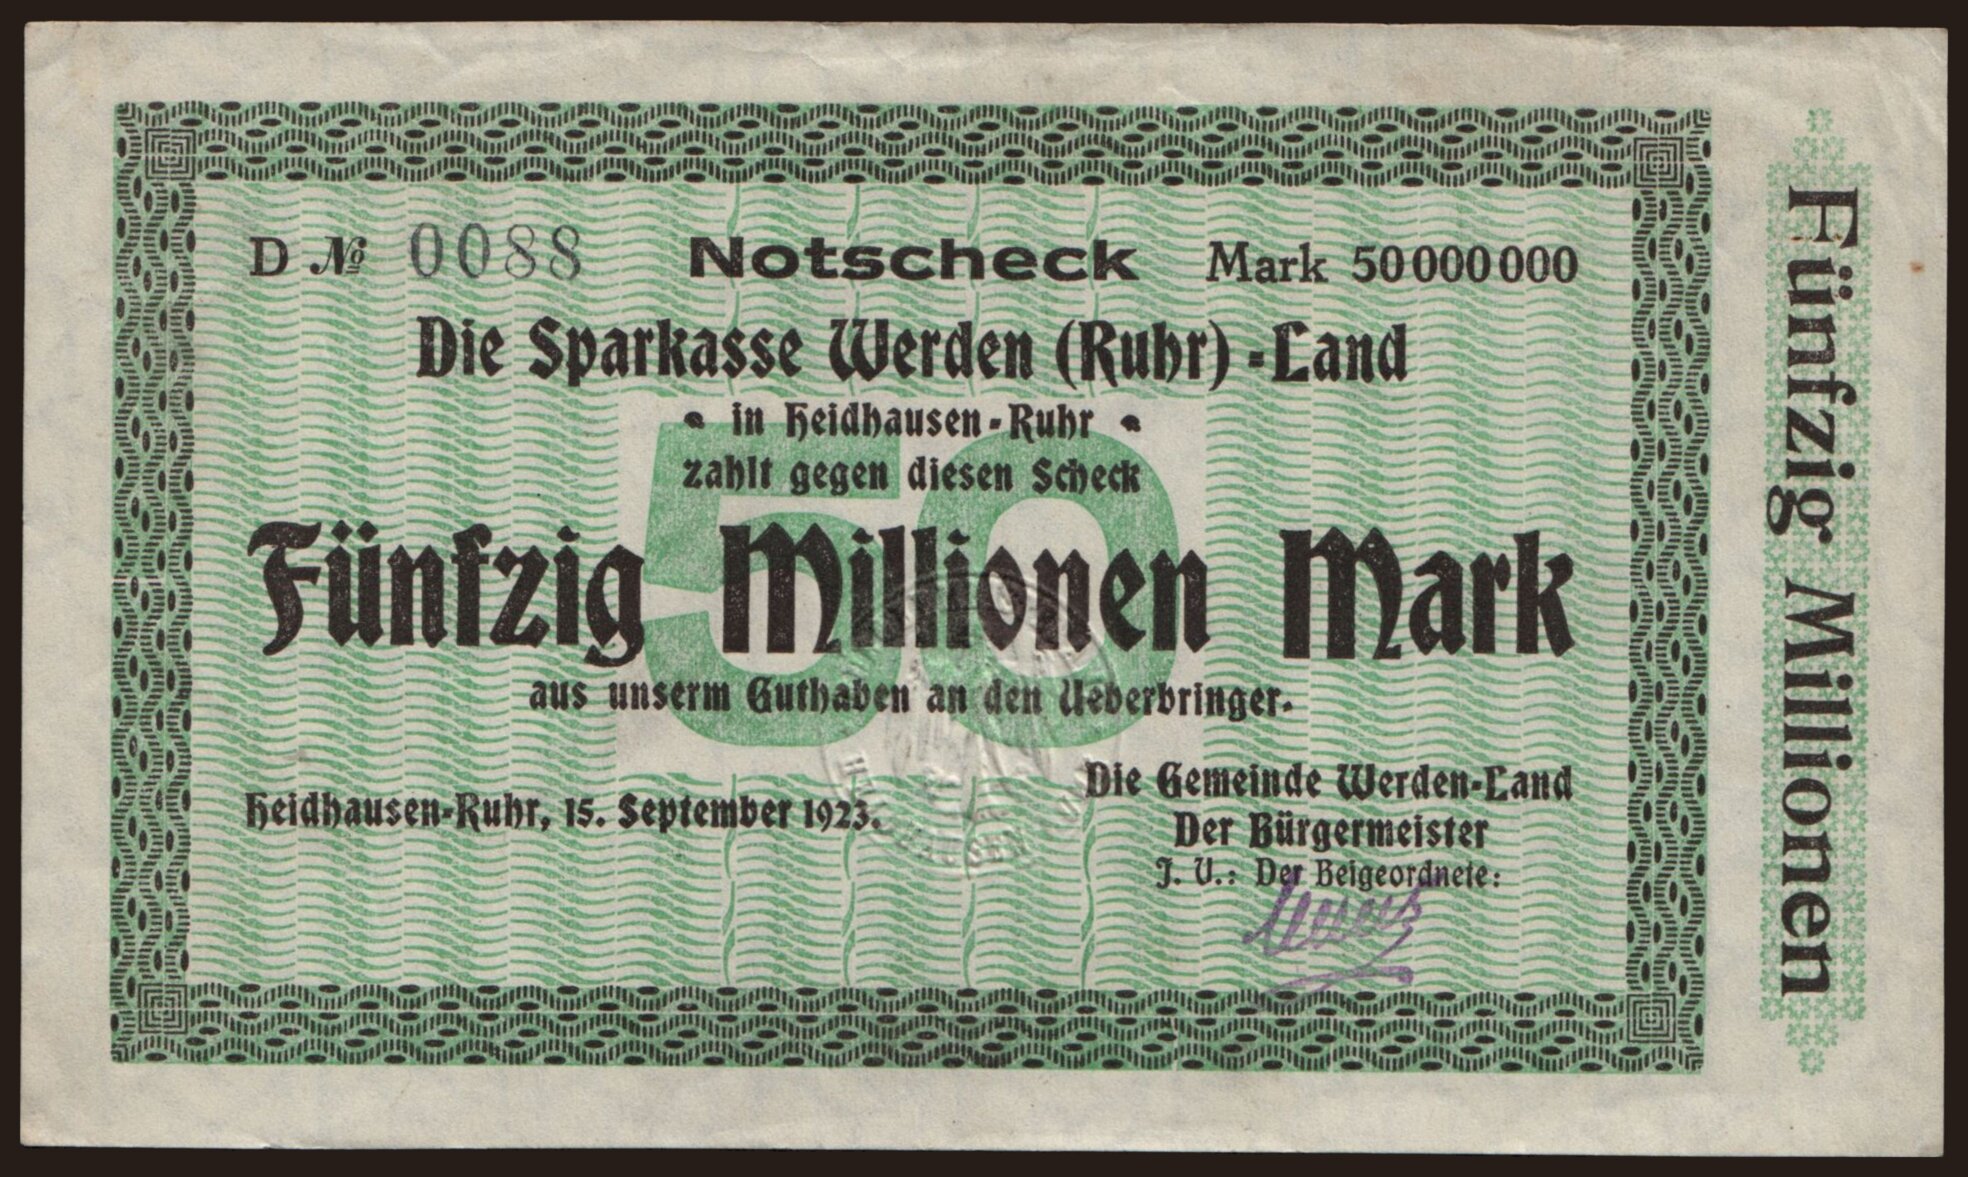 D № 0088 Notscheck Mark 50000000
Die Sparkasse Werden (Ruhr)-Land
in Heidhausen-Ruhr
zahlt gegen diesen Scheck
50
Fünfzig Millionen Mark
aus unserm Guthaben an den Ueberbringer.
Heidhausen-Ruhr, 15. September 1923.
Die Gemeinde Werden-Land
Der Bürgermeister
J. V.: Der Beigeordnete:
HEIDHAUSEN
Fünfzig Millionen